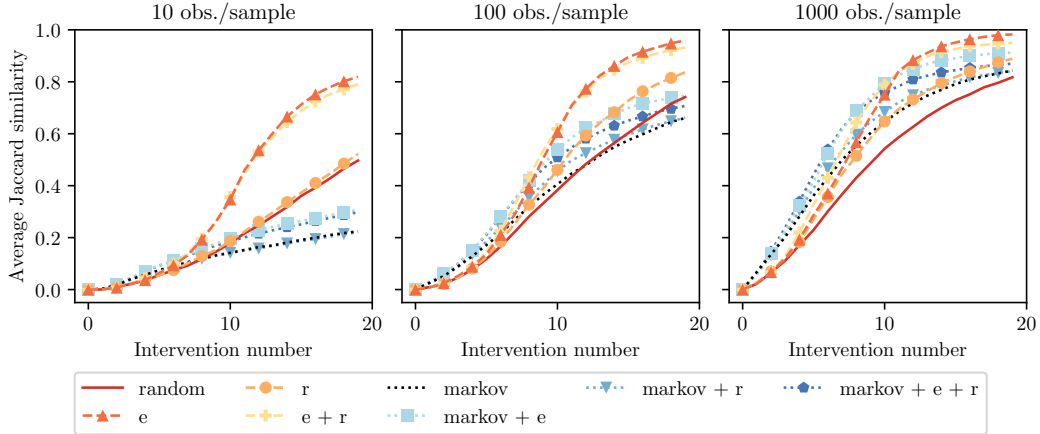 10 obs./sample
100 obs./sample
1000 obs./sample
Average Jaccard similarity
1.0
0.8
0.6
0.4
0.2
0.0
0 10 20
0 10 20
0 10 20
Intervention number
Intervention number
Intervention number
random r markov markov + r markov + e + r
e e + r markov + e